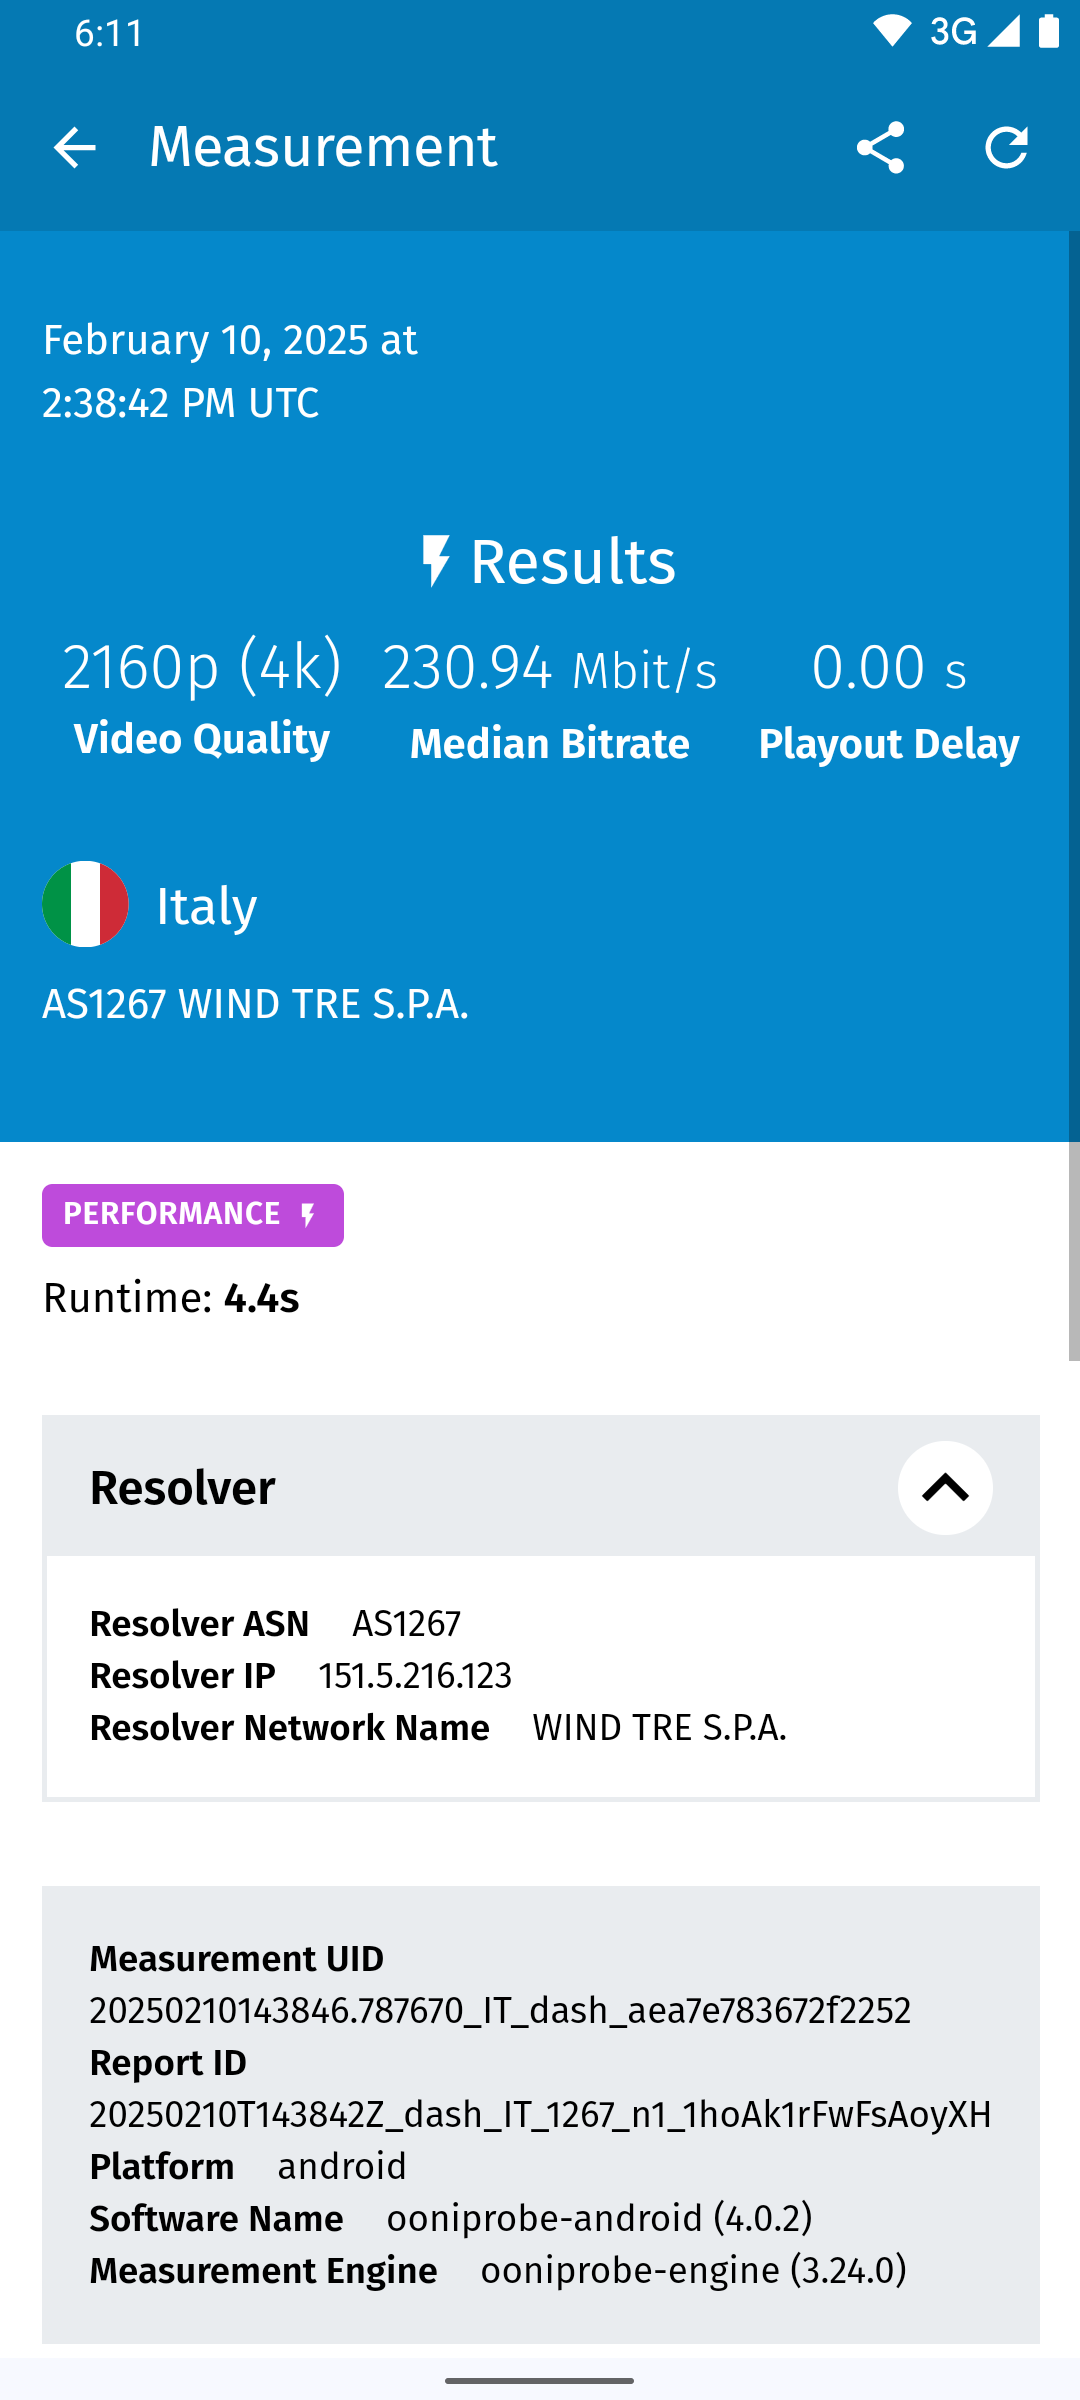 6:11
3G
Measurement
February 10, 2025 at
2:38:42 PM UTC
Results
2160p (4k) 230.94 Mbit/s 0.00 s
Video Quality Median Bitrate Playout Delay
Italy
AS1267 WIND TRE S.P.A.
PERFORMANCE
Runtime: 4.4s
Resolver
Resolver ASN AS1267
Resolver IP 151.5.216.123
Resolver Network Name WIND TRE S.P.A.
Measurement UID
20250210143846.787670_IT_dash_aea7e783672f2252
Report ID
20250210T143842Z_dash_IT_1267_n1_1hoAk1rFwFsAoyXH
Platform android
Software Name ooniprobe-android (4.0.2)
Measurement Engine ooniprobe-engine (3.24.0)